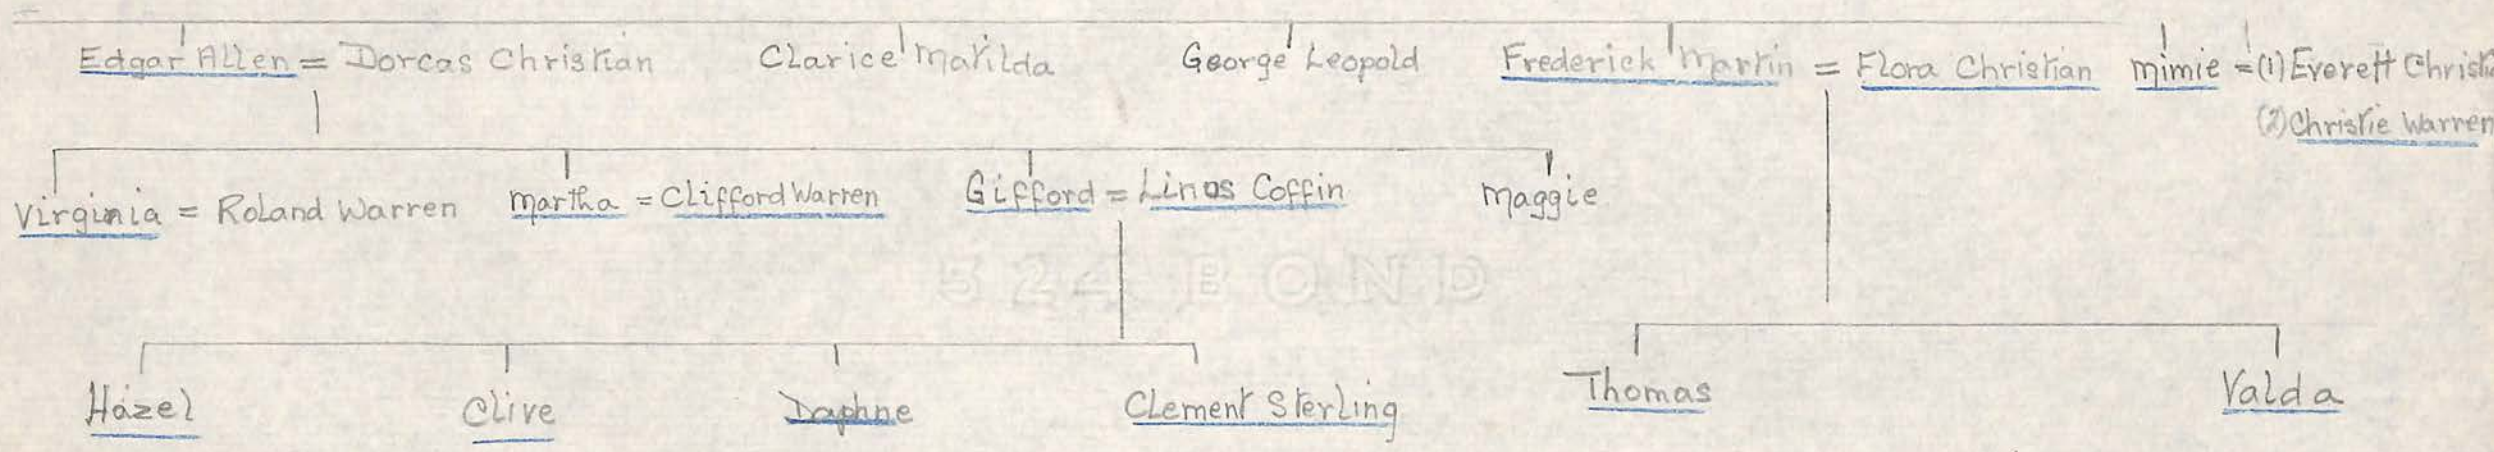 Edgar Allen = Dorcas Christian Clarice Matilda George Leopold Frederick Martin = Flora Christian Mimie = (1) Everett Christi
(2) Christie Warren
Virginia = Roland Warren Martha = Clifford Warren Gifford = Linos Coffin Maggie
524 BOND
Hazel Clive Daphne Clement Sterling Thomas Valda